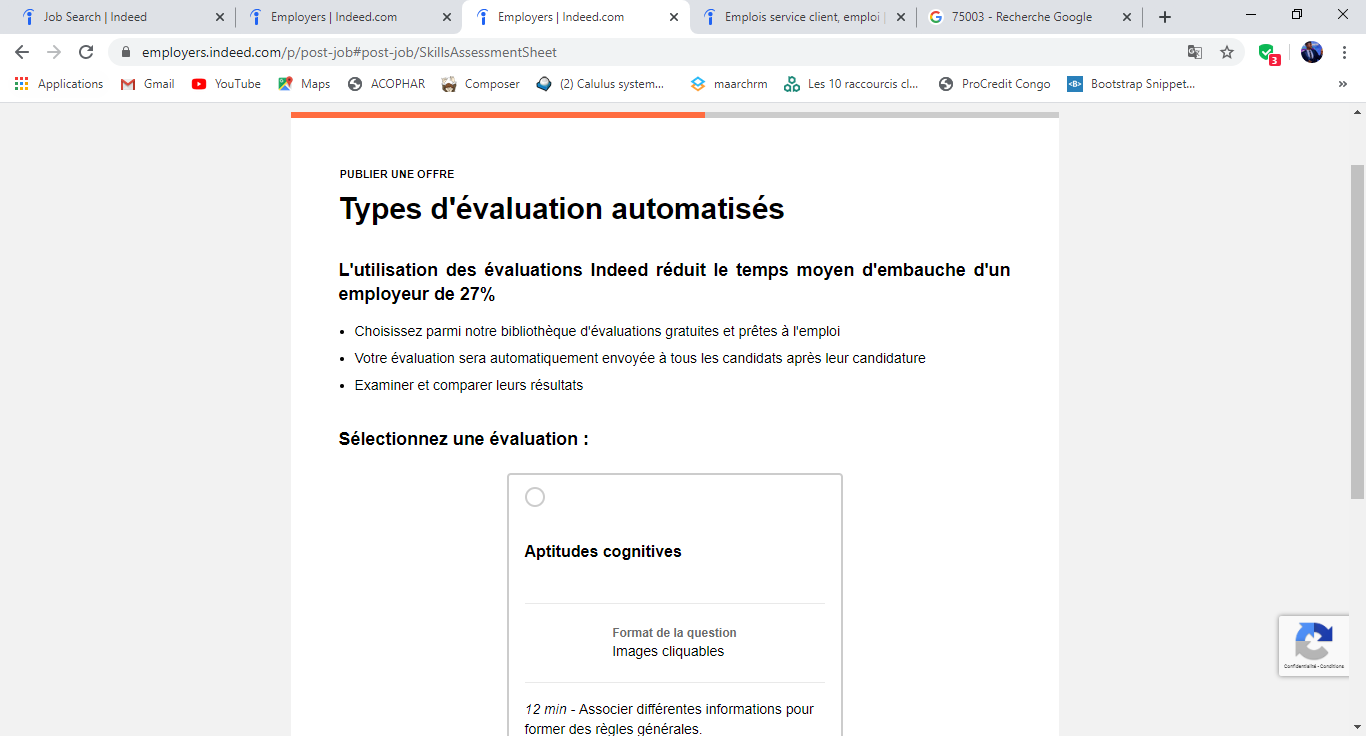 Job Search | Indeed
Employers | Indeed.com
Employers | Indeed.com
Emplois service client, emploi |
75003 - Recherche Google
employers.indeed.com/p/post-job#post-job/SkillsAssessmentSheet
3
Applications
Gmail
YouTube
Maps
ACOPHAR
Composer
(2) Calulus system...
maarchrm
Les 10 raccourcis cl...
ProCredit Congo
Bootstrap Snippet...
PUBLIER UNE OFFRE
Types d'évaluation automatisés
L'utilisation des évaluations Indeed réduit le temps moyen d'embauche d'un
employeur de 27%
• Choisissez parmi notre bibliothèque d'évaluations gratuites et prêtes à l'emploi
• Votre évaluation sera automatiquement envoyée à tous les candidats après leur candidature
• Examiner et comparer leurs résultats
Sélectionnez une évaluation :
Aptitudes cognitives
Format de la question
Images cliquables
12 min - Associer différentes informations pour
former des règles générales.
Confidentialité - Conditions